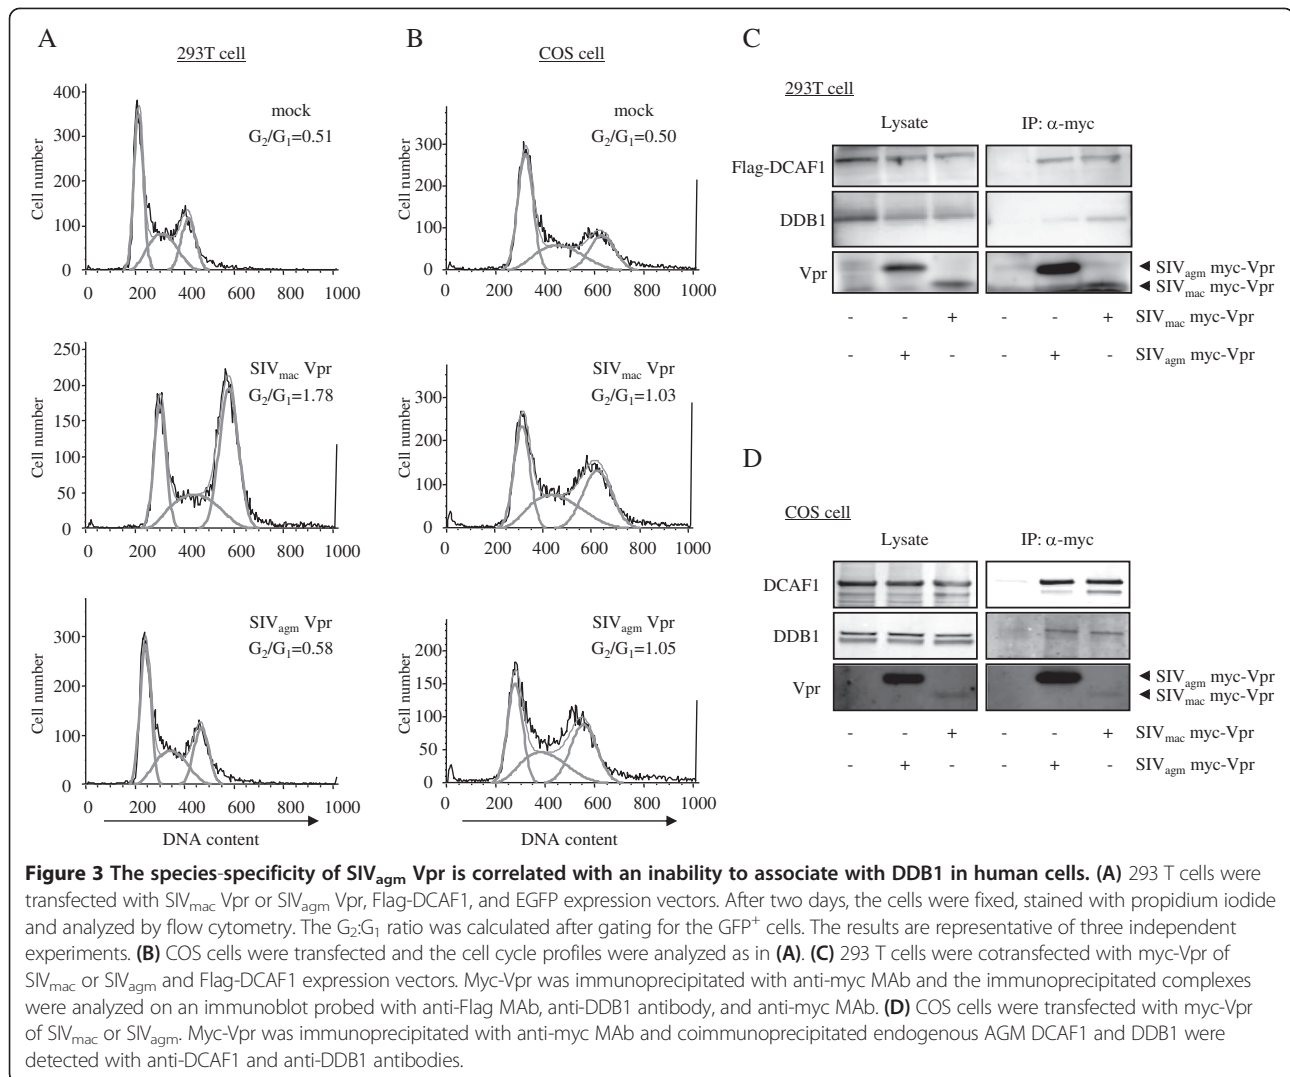 A
293T cell
400
300
200
100
0
Cell number
mock
G2/G1=0.51
0 200 400 600 800 1000
250
200
150
100
50
0
Cell number
SIVmac Vpr
G2/G1=1.78
0 200 400 600 800 1000
300
200
100
0
Cell number
SIVagm Vpr
G2/G1=0.58
0 200 400 600 800 1000
DNA content
B
COS cell
300
200
100
0
Cell number
mock
G2/G1=0.50
0 200 400 600 800 1000
300
200
100
0
Cell number
SIVmac Vpr
G2/G1=1.03
0 200 400 600 800 1000
150
100
50
0
Cell number
SIVagm Vpr
G2/G1=1.05
0 200 400 600 800 1000
DNA content
C
293T cell
Lysate IP: α-myc
Flag-DCAF1
DDB1
Vpr
◄ SIVagm myc-Vpr
◄ SIVmac myc-Vpr
- - + - - + SIVmac myc-Vpr
- + - - + - SIVagm myc-Vpr
D
COS cell
Lysate IP: α-myc
DCAF1
DDB1
Vpr
◄ SIVagm myc-Vpr
◄ SIVmac myc-Vpr
- - + - - + SIVmac myc-Vpr
- + - - + - SIVagm myc-Vpr
Figure 3 The species-specificity of SIVagm Vpr is correlated with an inability to associate with DDB1 in human cells. (A) 293 T cells were
transfected with SIVmac Vpr or SIVagm Vpr, Flag-DCAF1, and EGFP expression vectors. After two days, the cells were fixed, stained with propidium iodide
and analyzed by flow cytometry. The G2:G1 ratio was calculated after gating for the GFP+ cells. The results are representative of three independent
experiments. (B) COS cells were transfected and the cell cycle profiles were analyzed as in (A). (C) 293 T cells were cotransfected with myc-Vpr of
SIVmac or SIVagm and Flag-DCAF1 expression vectors. Myc-Vpr was immunoprecipitated with anti-myc MAb and the immunoprecipitated complexes
were analyzed on an immunoblot probed with anti-Flag MAb, anti-DDB1 antibody, and anti-myc MAb. (D) COS cells were transfected with myc-Vpr
of SIVmac or SIVagm. Myc-Vpr was immunoprecipitated with anti-myc MAb and coimmunoprecipitated endogenous AGM DCAF1 and DDB1 were
detected with anti-DCAF1 and anti-DDB1 antibodies.